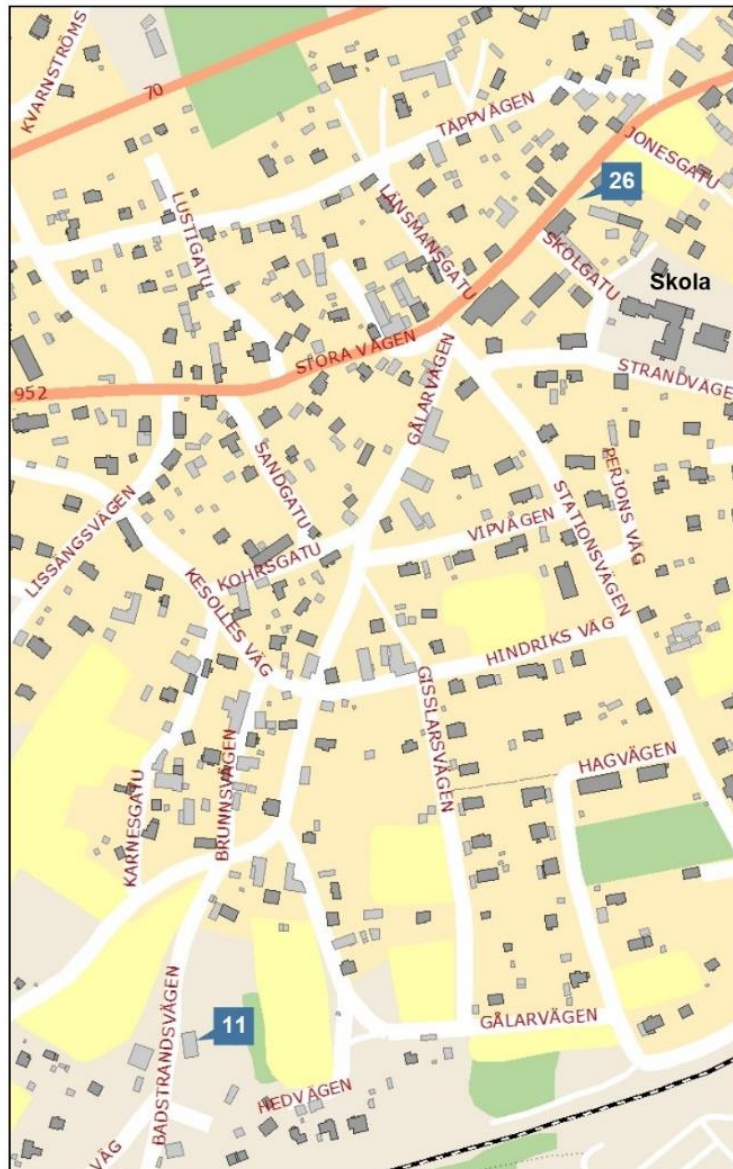 KVARNSTRÖMS
70
TÄPPVÄGEN
JONESGATU
26
LUSTIGATU
LÄNSMANSGATU
SKOLGATU
Skola
STORA VÄGEN
STRANDVÄGE
952
GÅLARVÄGEN
SANDGATU
PERJONS VÄG
STATIONSVÄGEN
LISSÄNGSVÄGEN
VIPVÄGEN
KOHRSGATU
KESOLLES VÄG
HINDRIKS VÄG
GISSLARSVÄGEN
HAGVÄGEN
BRUNNSVÄGEN
KARNESGATU
GÅLARVÄGEN
11
BADSTRANDSVÄGEN
HEDVÄGEN
VÄG